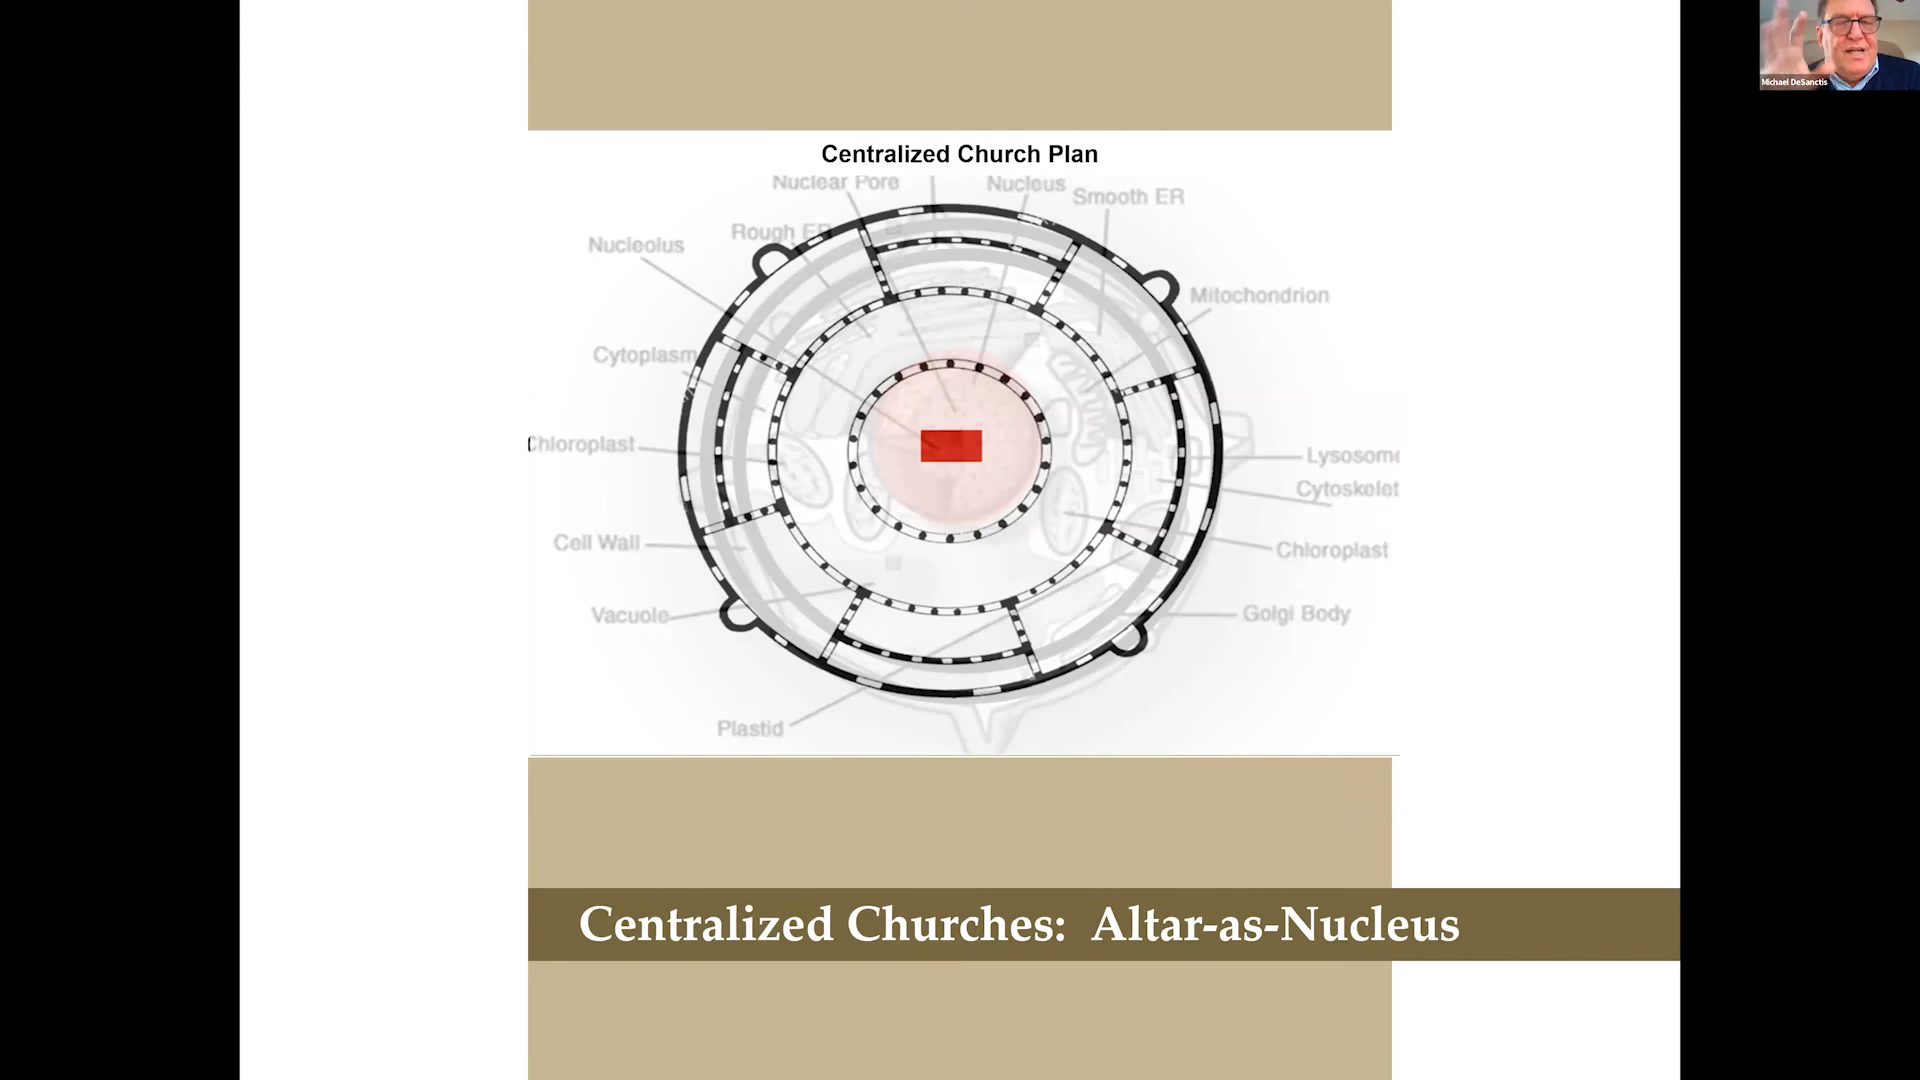 Michael DeSanctis
Centralized Church Plan
Nuclear Pore
Nucleus
Smooth ER
Rough ER
Nucleolus
Mitochondrion
Cytoplasm
Chloroplast
Lysosome
Cytoskelet
Cell Wall
Chloroplast
Vacuole
Golgi Body
Plastid
Centralized Churches: Altar-as-Nucleus